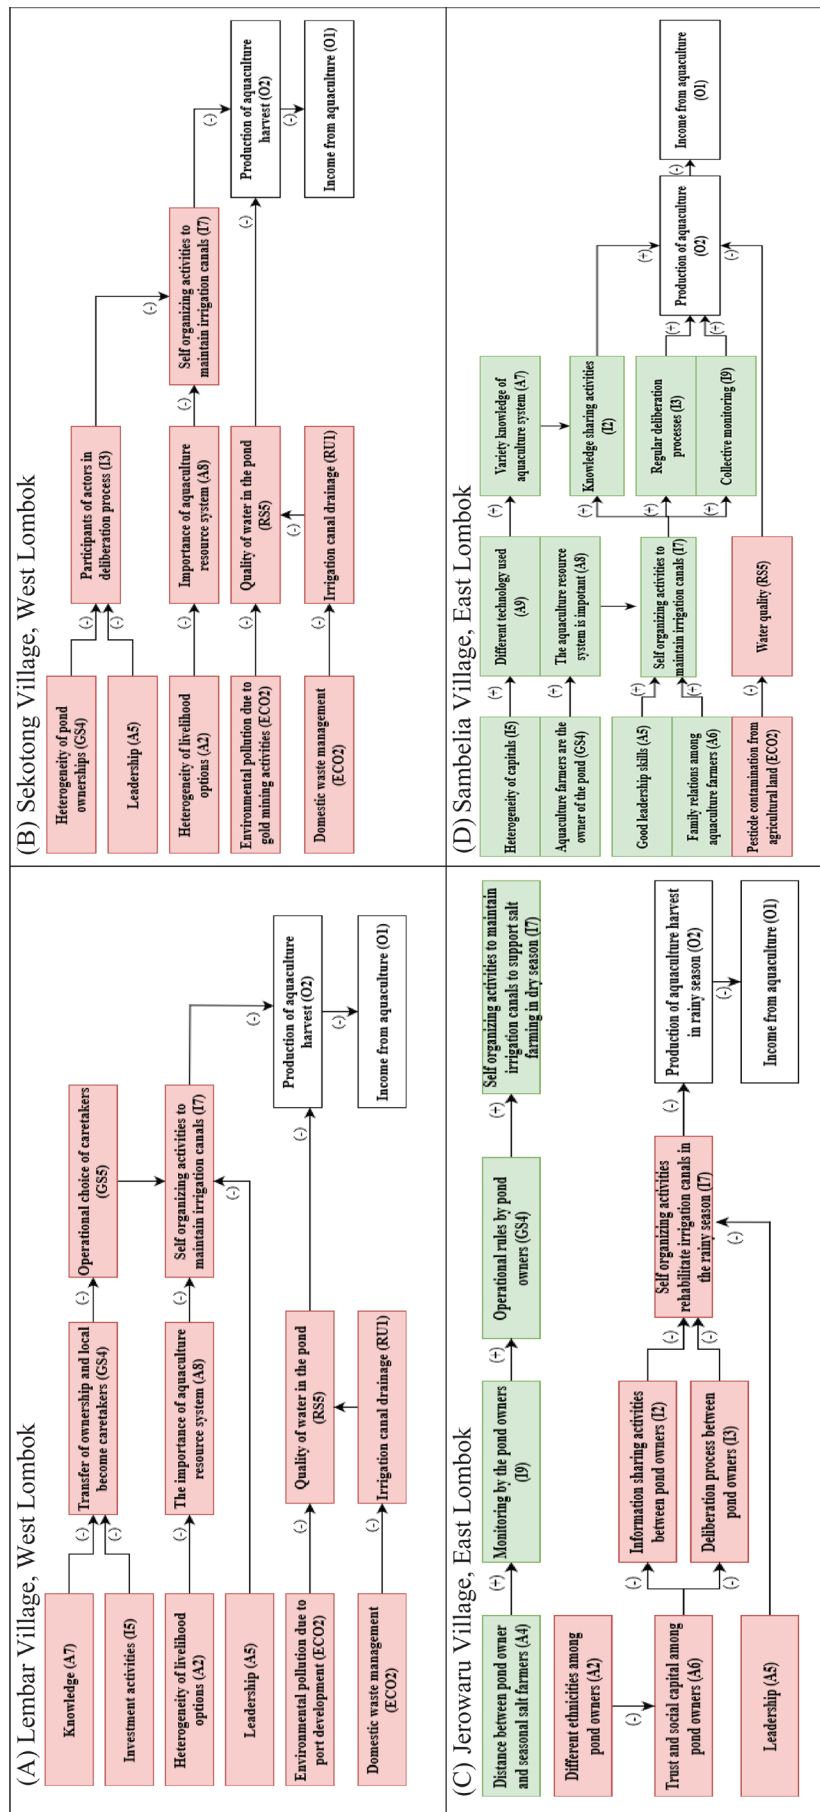 (A) Lembar Village, West Lombok
Knowledge (A7)
Investment activities (I5)
Heterogeneity of livelihood
options (A2)
Leadership (A5)
Environmental pollution due to
port development (ECO2)
Domestic waste management
(ECO2)
(-)
(-)
(-)
(-)
(-)
Transfer of ownership and local
become caretakers (GS4)
The importance of aquaculture
resource system (A8)
Quality of water in the pond
(RS5)
Irrigation canal drainage (RU1)
(-)
(-)
(-)
(-)
Operational choice of caretakers
(GS5)
Self organizing activities to
maintain irrigation canals (I7)
(-)
Production of aquaculture
harvest (O2)
(-)
Income from aquaculture (O1)
(B) Sekotong Village, West Lombok
Heterogeneity of pond
ownerships (GS4)
Leadership (A5)
Heterogeneity of livelihood
options (A2)
Environmental pollution due to
gold mining activities (ECO2)
Domestic waste management
(ECO2)
(-)
(-)
(-)
(-)
(-)
Participants of actors in
deliberation process (I3)
Importance of aquaculture
resource system (A8)
Quality of water in the pond
(RS5)
(-)
Irrigation canal drainage (RU1)
(-)
(-)
(-)
Self organizing activities to
maintain irrigation canals (I7)
(-)
Production of aquaculture
harvest (O2)
(-)
Income from aquaculture (O1)
(C) Jerowaru Village, East Lombok
Distance between pond owner
and seasonal salt farmers (A4)
(+)
Monitoring by the pond owners
(I9)
(+)
Operational rules by pond
owners (GS4)
(+)
Self organizing activities to maintain
irrigation canals to support salt
farming in dry season (I7)
Different ethnicities among
pond owners (A2)
(-)
Trust and social capital among
pond owners (A6)
Leadership (A5)
(-)
(-)
Information sharing activities
between pond owners (I2)
Deliberation process between
pond owners (I3)
(-)
(-)
(-)
Self organizing activities
rehabilitate irrigation canals in
the rainy season (I7)
(-)
Production of aquaculture harvest
in rainy season (O2)
(-)
Income from aquaculture (O1)
(D) Sambelia Village, East Lombok
Heterogeneity of capitals (I5)
Aquaculture farmers are the
owner of the pond (GS4)
Good leadership skills (A5)
Family relations among
aquaculture farmers (A6)
Pesticide contamination from
agricultural land (ECO2)
(+)
(+)
(+)
(+)
(-)
Different technology used
(A9)
The aquaculture resource
system is impotant (A8)
Self organizing activities to
maintain irrigation canals (I7)
Water quality (RS5)
(+)
(+)
(+)
(+)
Variety knowledge of
aquaculture system (A7)
Knowledge sharing activities
(I2)
Regular deliberation
processes (I3)
Collective monitoring (I9)
(+)
(+)
(+)
(-)
Production of aquaculture
(O2)
(-)
Income from aquaculture
(O1)